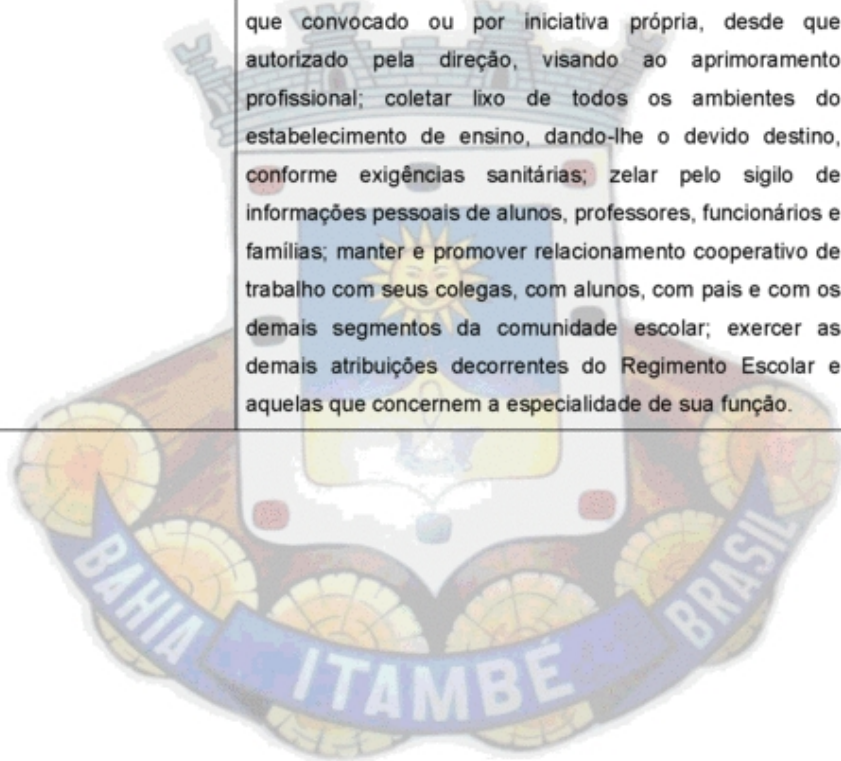 que convocado ou por iniciativa própria, desde que
autorizado pela direção, visando ao aprimoramento
profissional; coletar lixo de todos os ambientes do
estabelecimento de ensino, dando-lhe o devido destino,
conforme exigências sanitárias; zelar pelo sigilo de
informações pessoais de alunos, professores, funcionários e
famílias; manter e promover relacionamento cooperativo de
trabalho com seus colegas, com alunos, com pais e com os
demais segmentos da comunidade escolar; exercer as
demais atribuições decorrentes do Regimento Escolar e
aquelas que concernem a especialidade de sua função.
BAHIA
ITAMBÉ
BRASIL